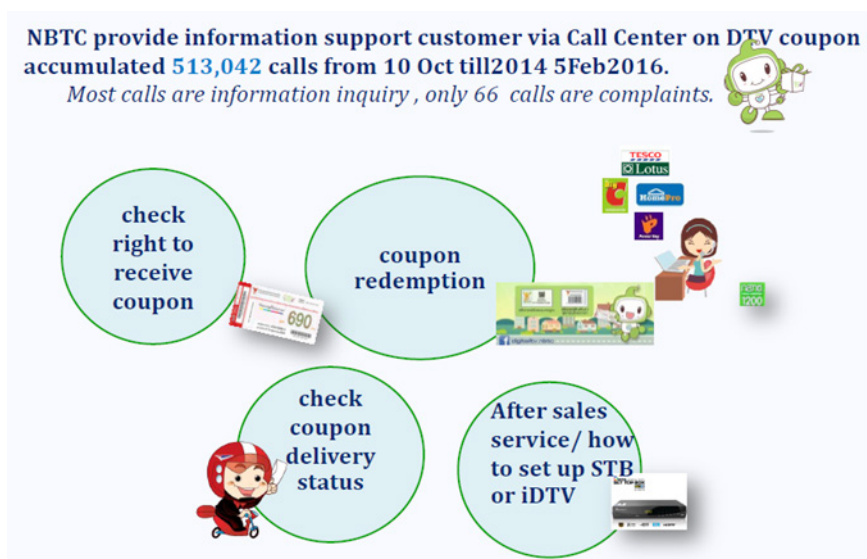 NBTC provide information support customer via Call Center on DTV coupon
accumulated 513,042 calls from 10 Oct till2014 5Feb2016.
Most calls are information inquiry , only 66 calls are complaints.
TESCO
Lotus
HomePro
check
right to
receive
coupon
coupon
redemption
690
1200
check
coupon
delivery
status
After sales
service/ how
to set up STB
or iDTV